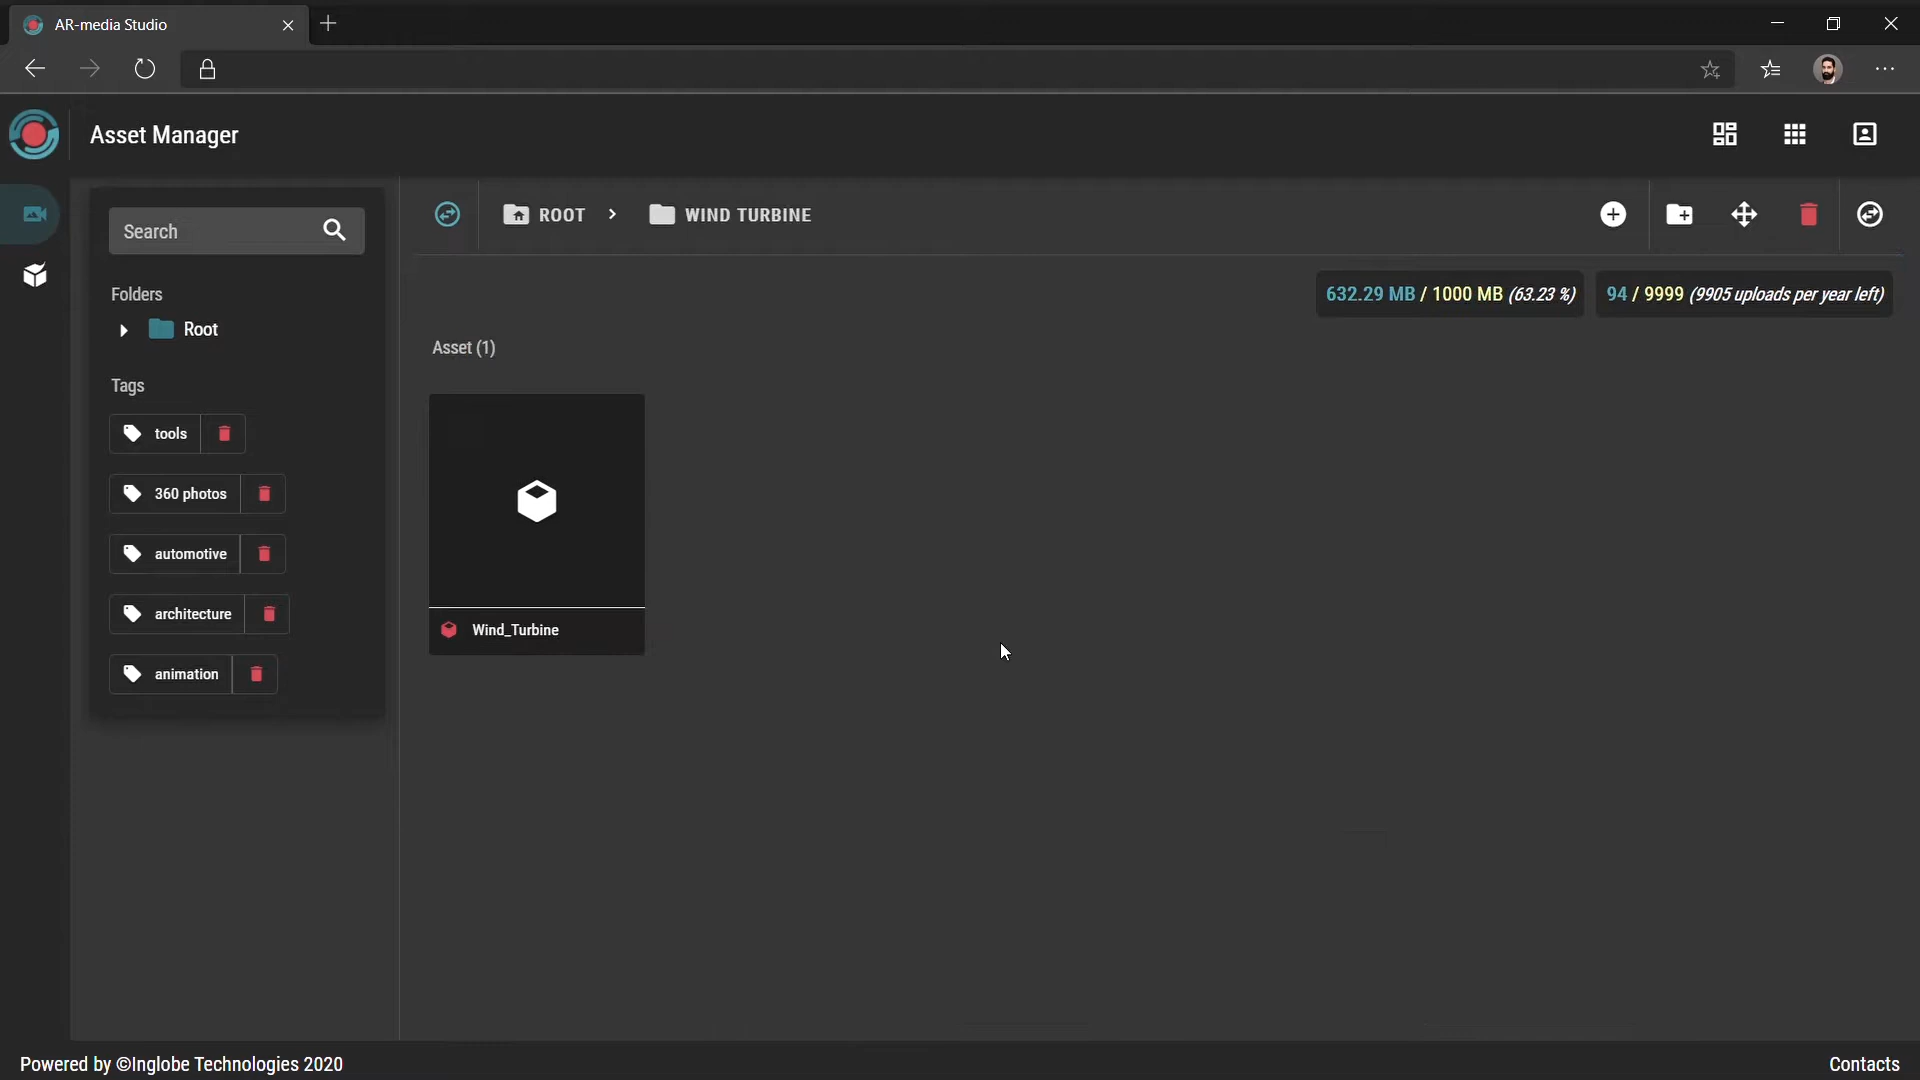 AR-media Studio
Asset Manager
Search
ROOT
WIND TURBINE
632.29 MB / 1000 MB (63.23 %)
94 / 9999 (9905 uploads per year left)
Folders
Root
Asset (1)
Tags
tools
360 photos
automotive
architecture
animation
Wind_Turbine
Powered by ©Inglobe Technologies 2020
Contacts